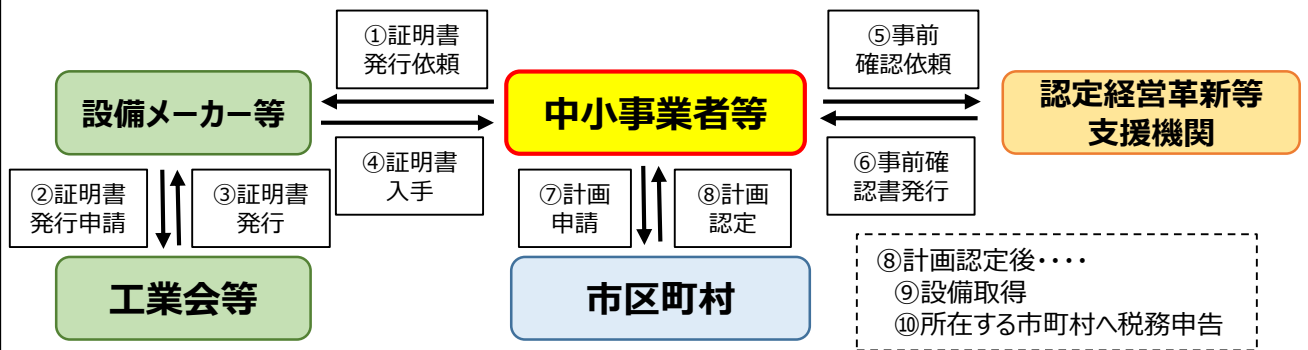 ①証明書
発行依頼
⑤事前
確認依頼
設備メーカー等
中小事業者等
認定経営革新等
支援機関
④証明書
入手
⑥事前確
認書発行
②証明書
発行申請
③証明書
発行
⑦計画
申請
⑧計画
認定
工業会等
市区町村
⑧計画認定後・・・・
⑨設備取得
⑩所在する市町村へ税務申告